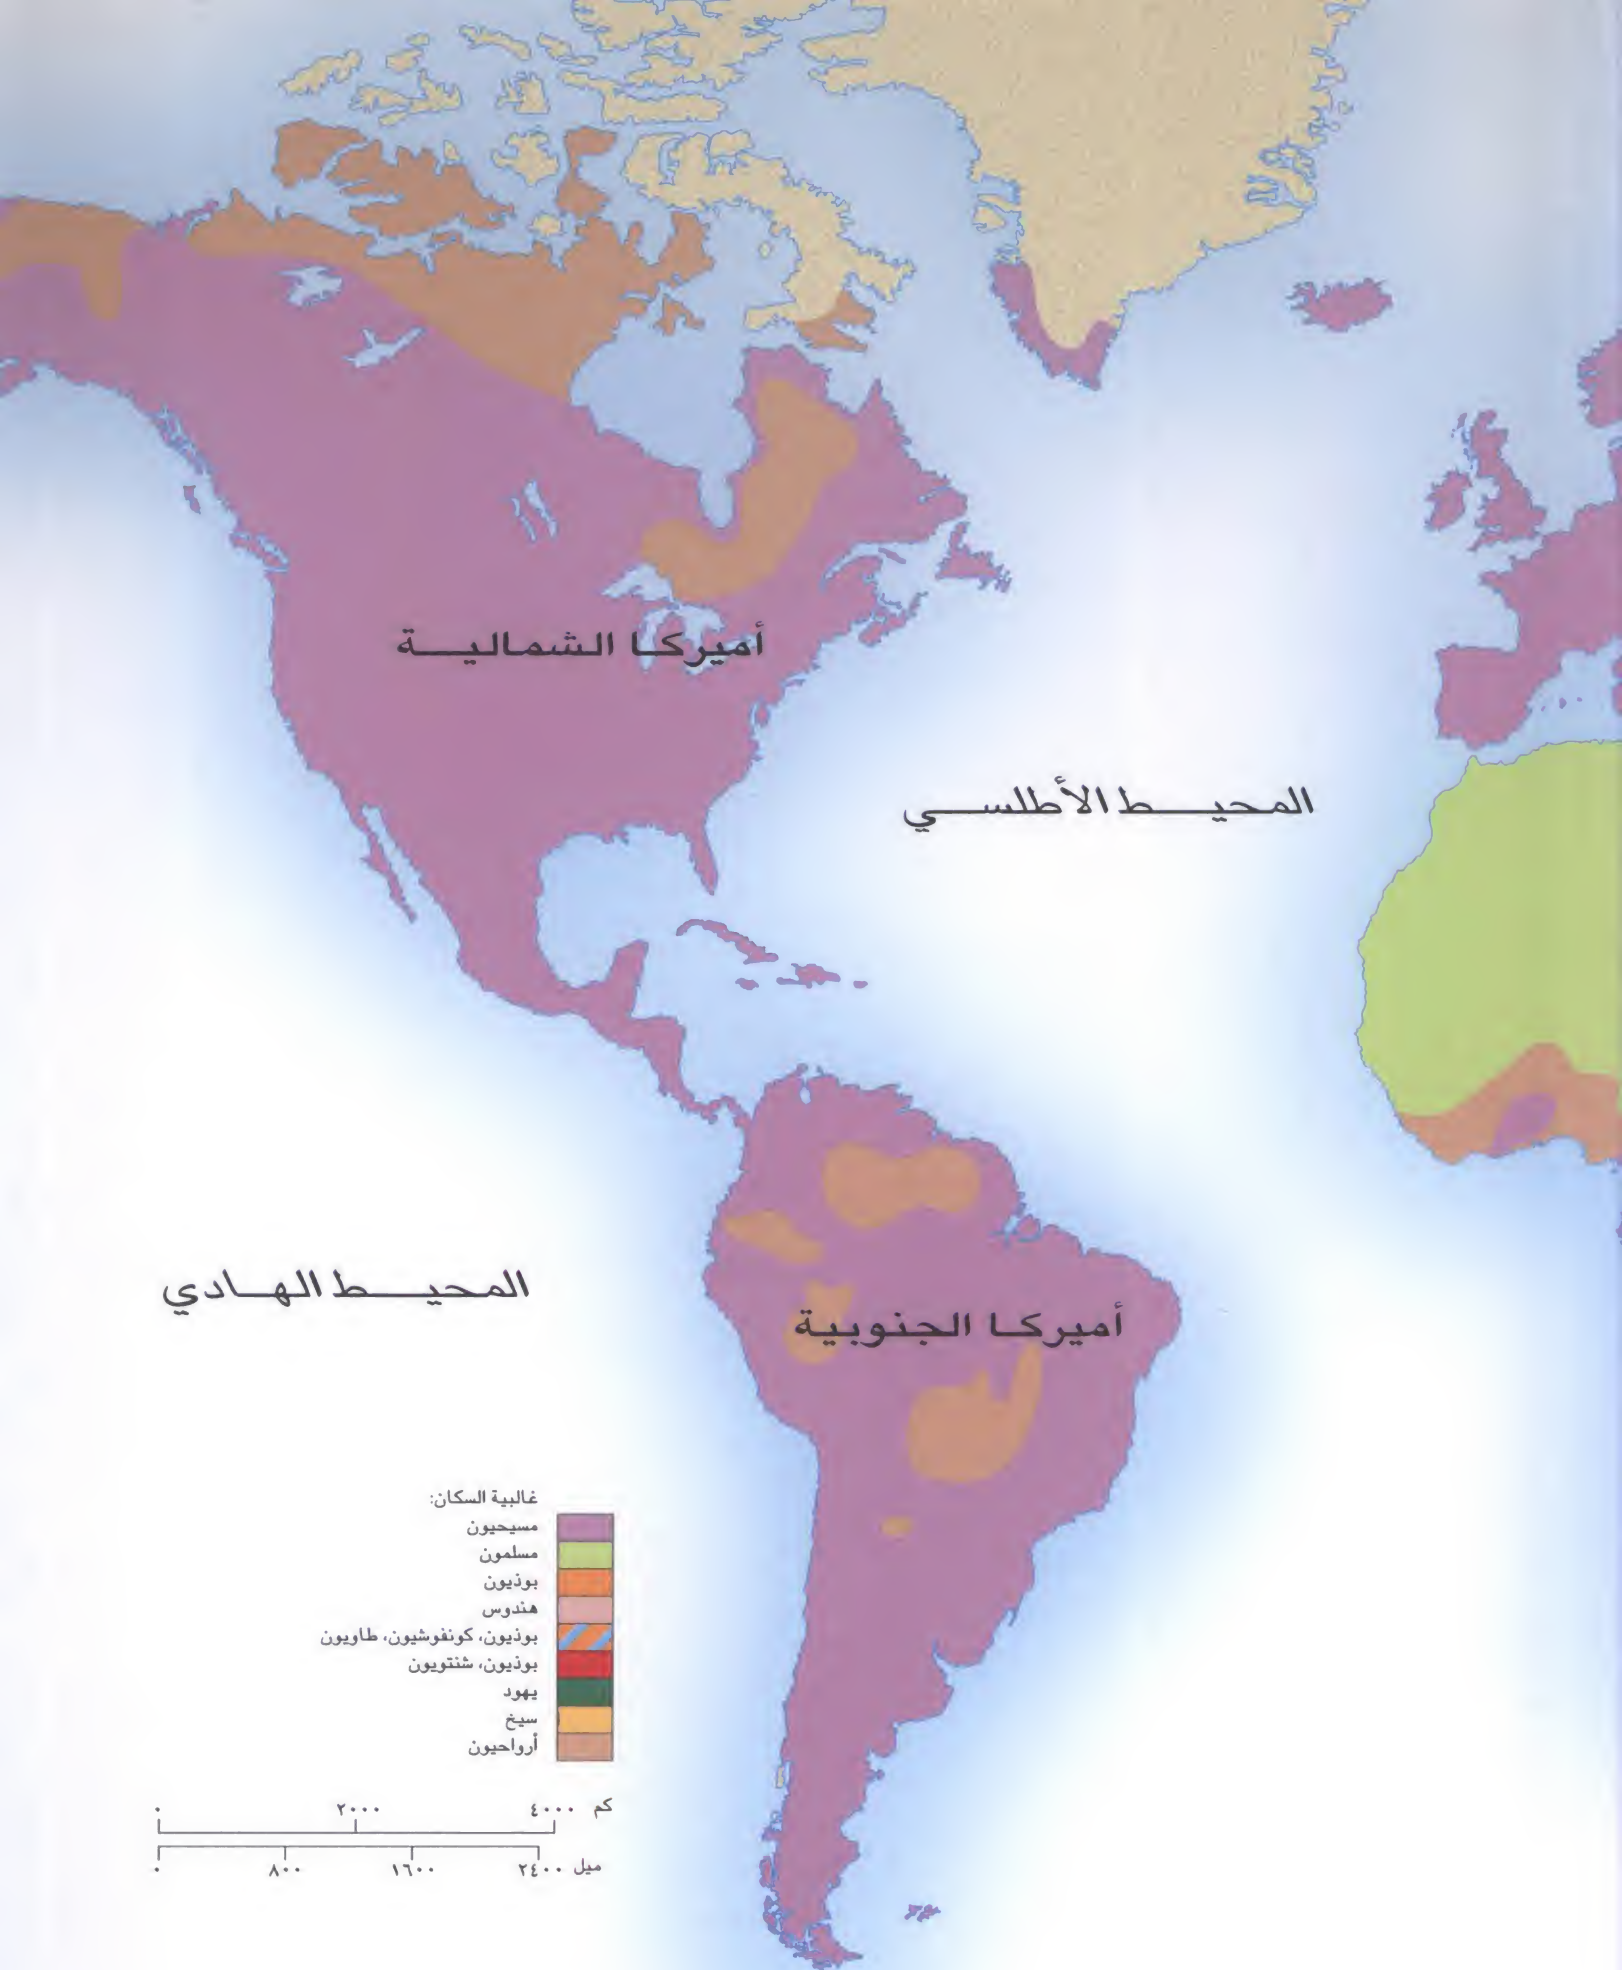 أميركا الشمالية
المحيط الأطلسي
المحيط الهادي
أميركا الجنوبية
غالبية السكان:
مسيحيون
مسلمون
بوذيون
هندوس
بوذيون، كونفوشيون، طاويون
بوذيون، شنتويون
يهود
سيخ
أرواحيون
٠ ٢٠٠٠ ٤٠٠٠ كم
٠ ٨٠٠ ١٦٠٠ ٢٤٠٠ ميل